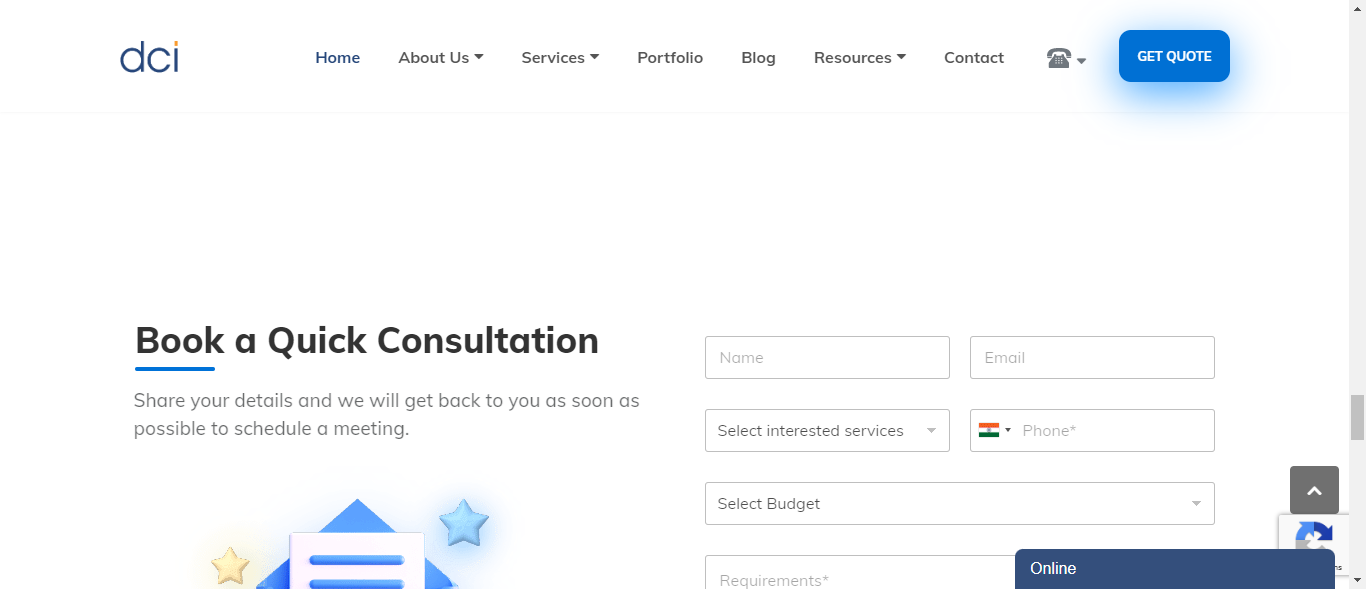 dci
Home About Us Services Portfolio Blog Resources Contact GET QUOTE
Book a Quick Consultation
Share your details and we will get back to you as soon as
possible to schedule a meeting.
Name Email
Select interested services Phone*
Select Budget
Requirements*
Online